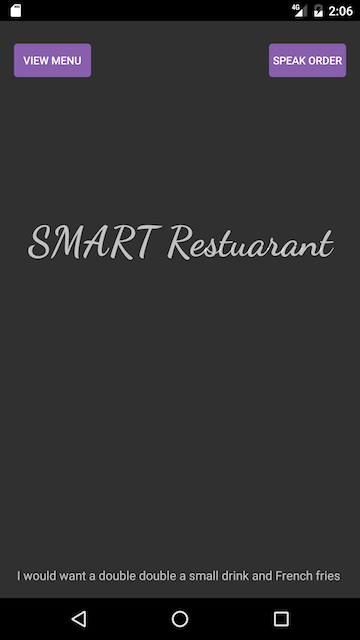 4G 2:06
VIEW MENU SPEAK ORDER
SMART Restuarant
I would want a double double a small drink and French fries